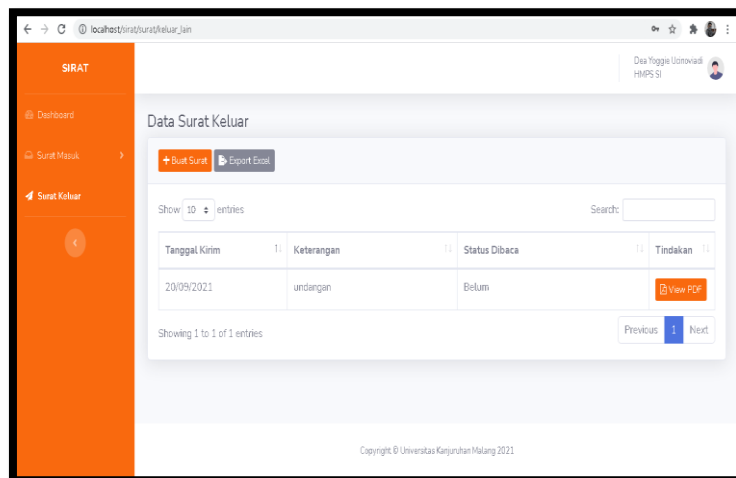 localhost/sirat/surat/keluar_lain
SIRAT
Dea Yoggie Uonoviadi
HMPS SI
Dashboard
Surat Masuk
Surat Keluar
Data Surat Keluar
+ Buat Surat Export Excel
Show 10 entries Search:
Tanggal Kirim Keterangan Status Dibaca Tindakan
20/09/2021 undangan Belum View PDF
Showing 1 to 1 of 1 entries Previous 1 Next
Copyright © Universitas Kanjuruhan Malang 2021